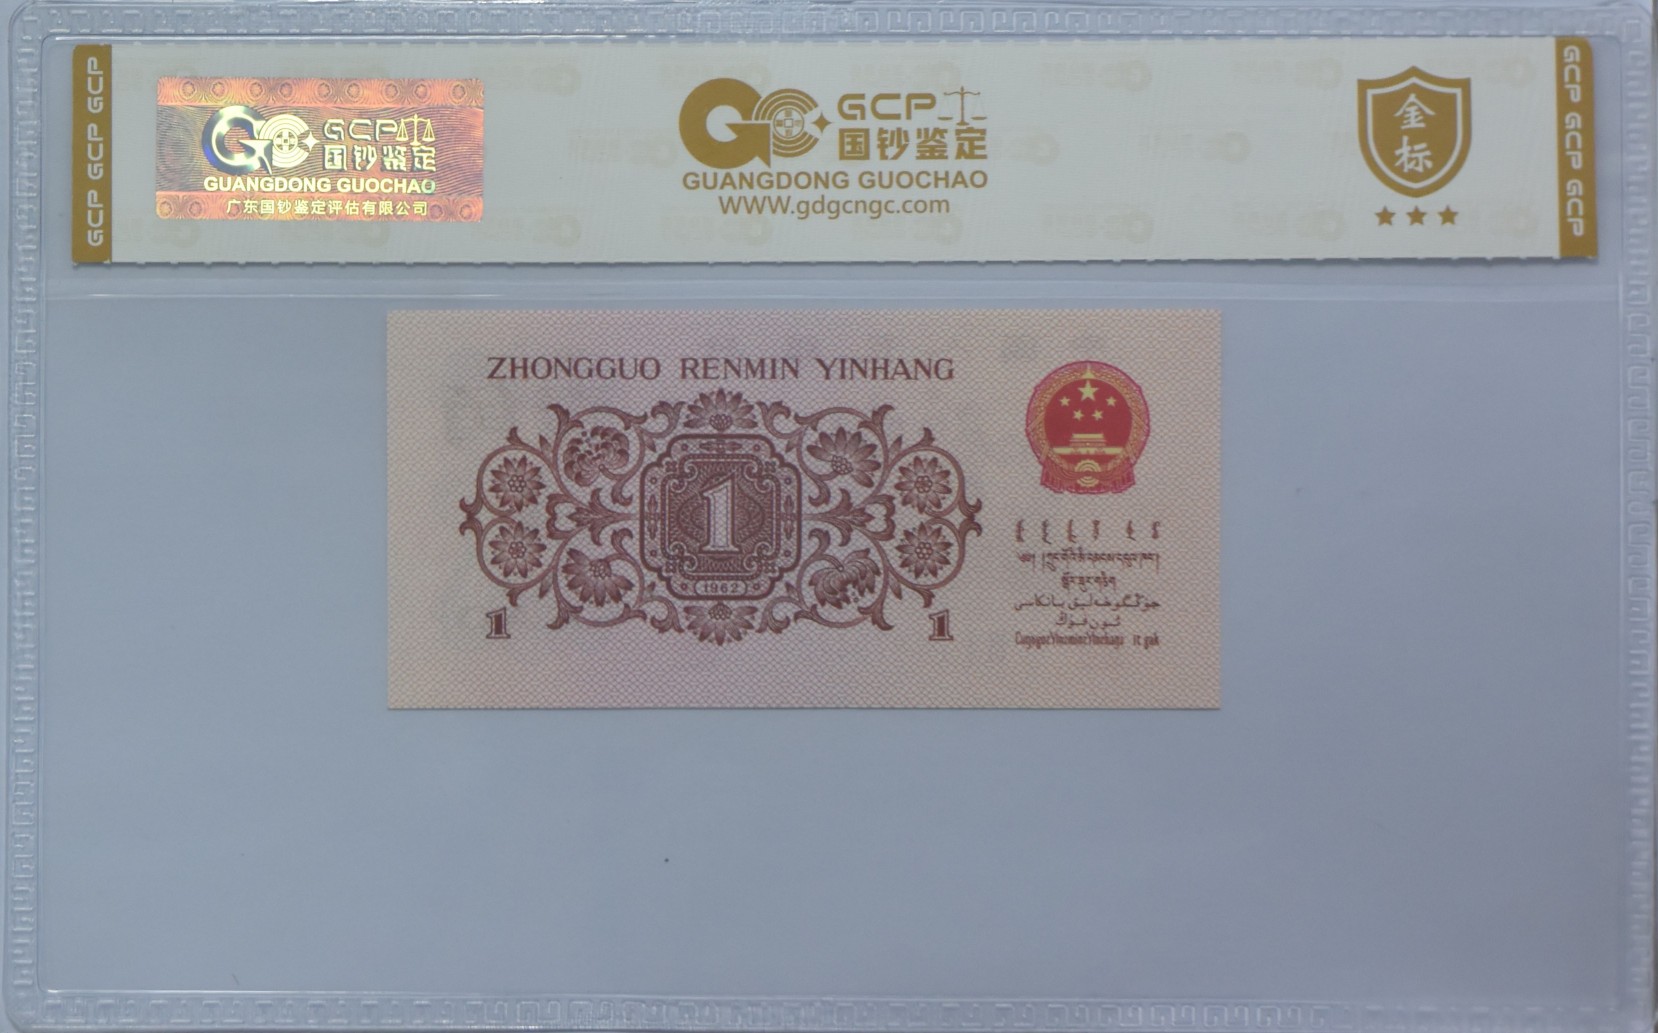 GCP GCP GCP
GCP 国钞鉴定
GUANGDONG GUOCHAO
广东国钞鉴定评估有限公司
GCP
国钞鉴定
GUANGDONG GUOCHAO
WWW.gdgcngc.com
金标
GCP GCP GCP
ZHONGGUO RENMIN YINHANG
1
1962
1
1